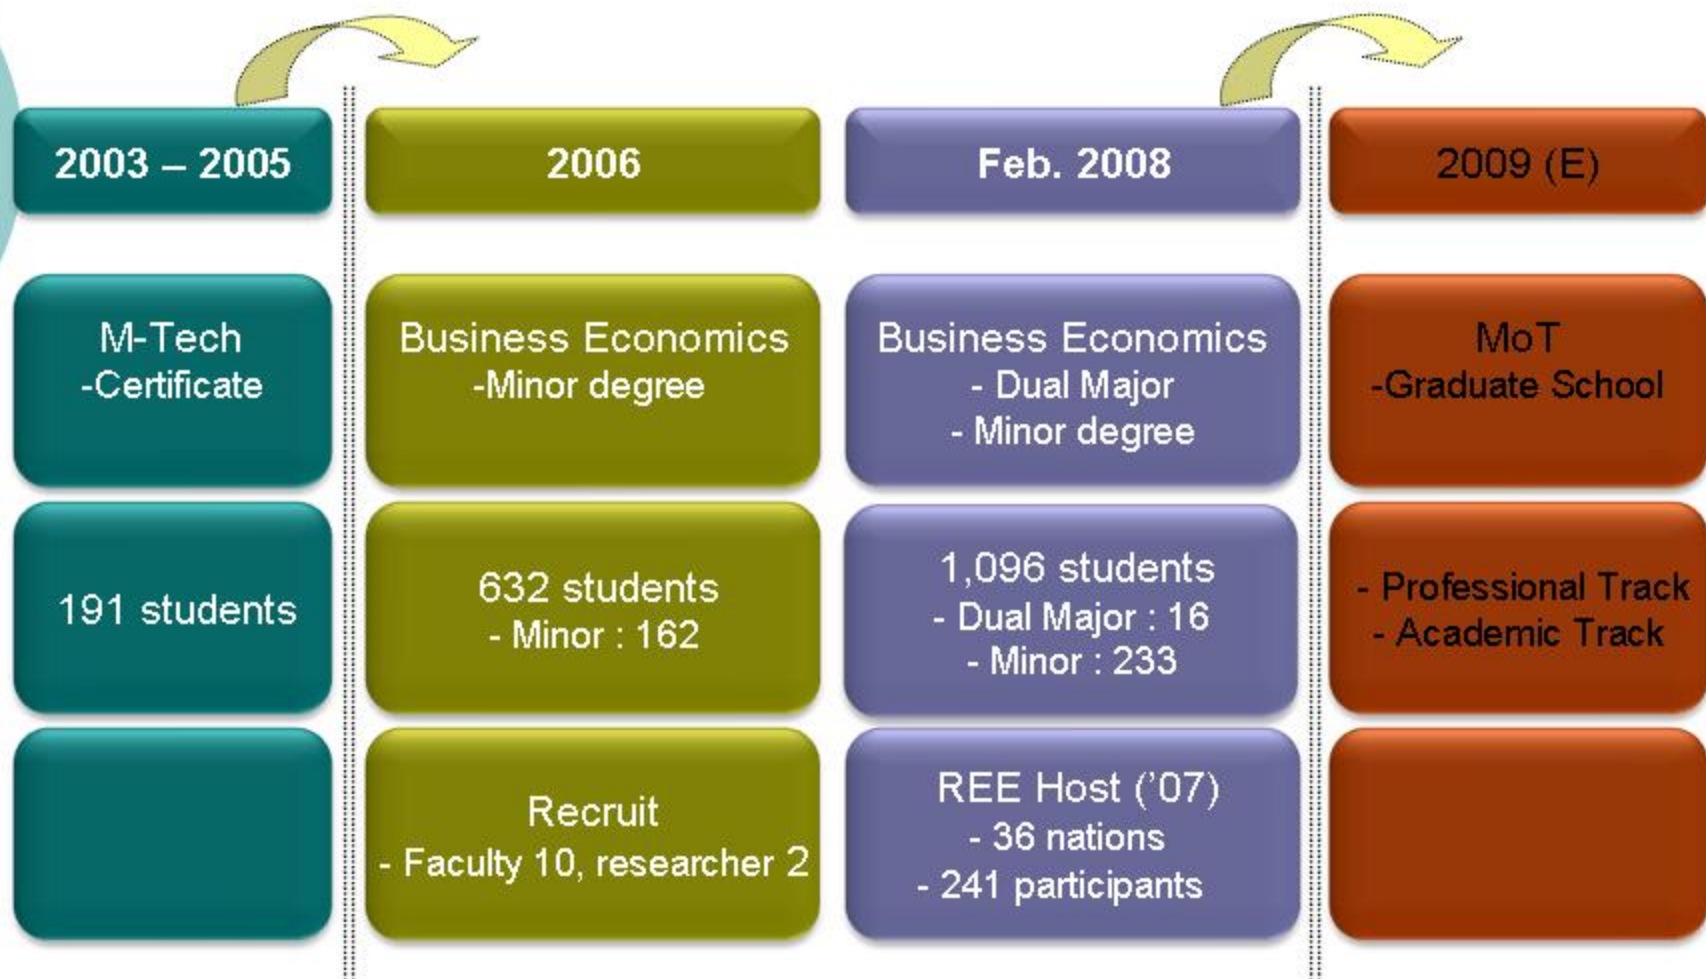 2003 – 2005
2006
Feb. 2008
2009 (E)
M-Tech
-Certificate
Business Economics
-Minor degree
Business Economics
- Dual Major
- Minor degree
MoT
-Graduate School
191 students
632 students
- Minor : 162
1,096 students
- Dual Major : 16
- Minor : 233
- Professional Track
- Academic Track
Recruit
- Faculty 10, researcher 2
REE Host (’07)
- 36 nations
- 241 participants